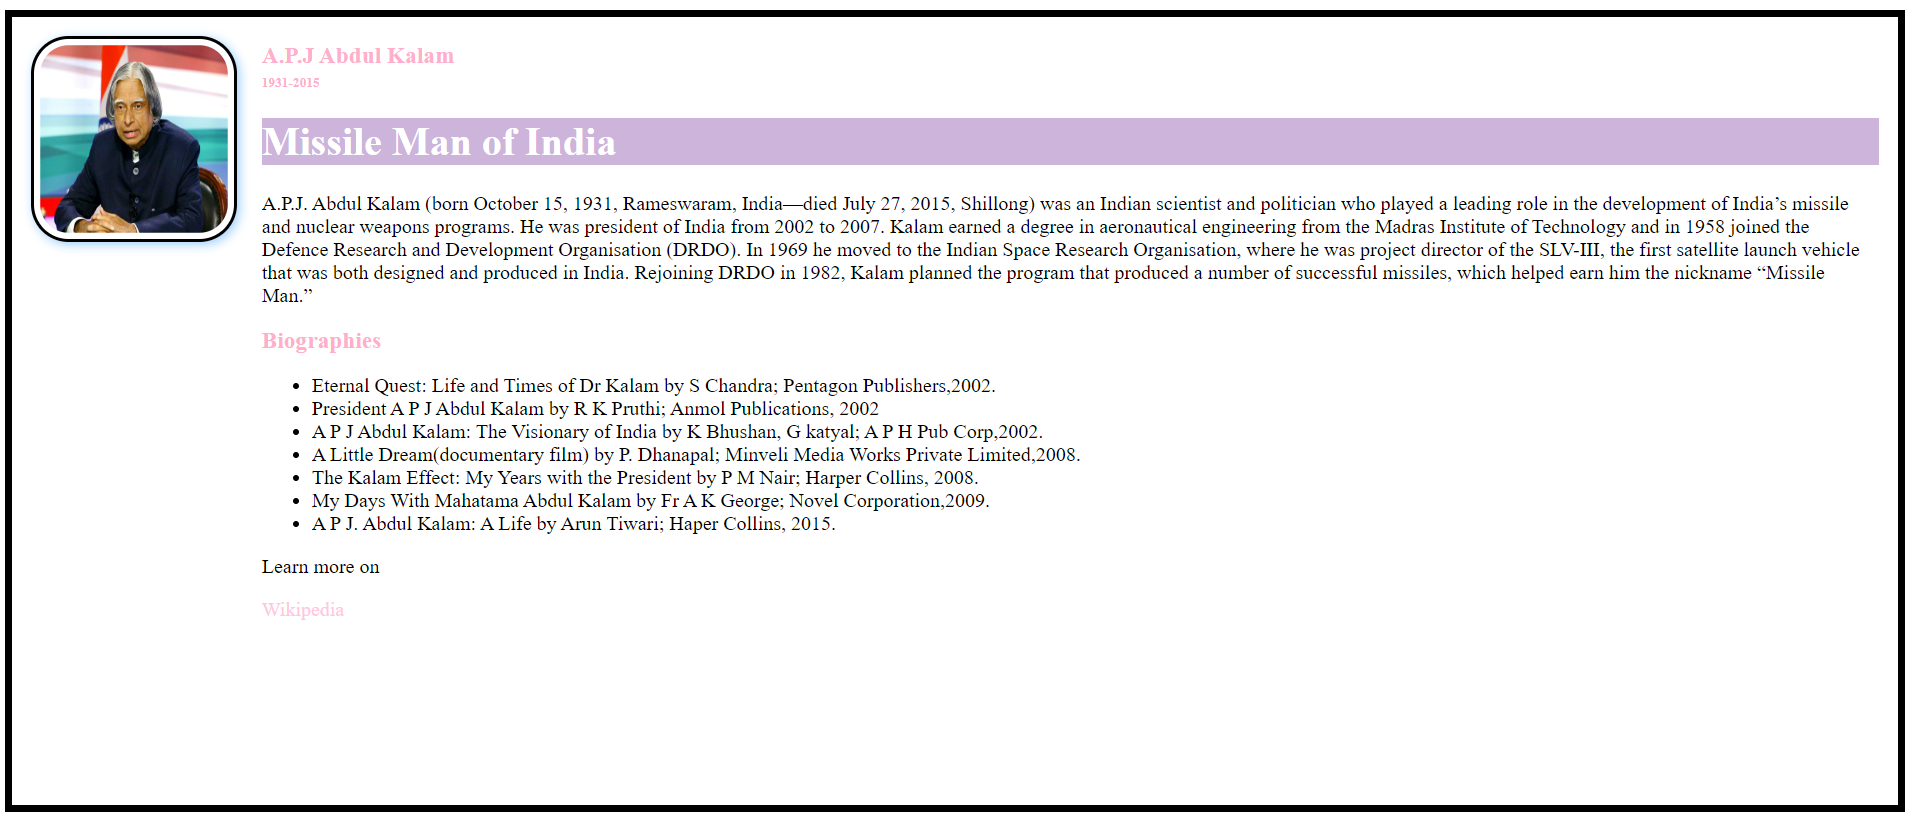 A.P.J Abdul Kalam
1931-2015
Missile Man of India
A.P.J. Abdul Kalam (born October 15, 1931, Rameswaram, India—died July 27, 2015, Shillong) was an Indian scientist and politician who played a leading role in the development of India’s missile
and nuclear weapons programs. He was president of India from 2002 to 2007. Kalam earned a degree in aeronautical engineering from the Madras Institute of Technology and in 1958 joined the
Defence Research and Development Organisation (DRDO). In 1969 he moved to the Indian Space Research Organisation, where he was project director of the SLV-III, the first satellite launch vehicle
that was both designed and produced in India. Rejoining DRDO in 1982, Kalam planned the program that produced a number of successful missiles, which helped earn him the nickname “Missile
Man.”
Biographies
• Eternal Quest: Life and Times of Dr Kalam by S Chandra; Pentagon Publishers,2002.
• President A P J Abdul Kalam by R K Pruthi; Anmol Publications, 2002
• A P J Abdul Kalam: The Visionary of India by K Bhushan, G katyal; A P H Pub Corp,2002.
• A Little Dream(documentary film) by P. Dhanapal; Minveli Media Works Private Limited,2008.
• The Kalam Effect: My Years with the President by P M Nair; Harper Collins, 2008.
• My Days With Mahatama Abdul Kalam by Fr A K George; Novel Corporation,2009.
• A P J. Abdul Kalam: A Life by Arun Tiwari; Haper Collins, 2015.
Learn more on
Wikipedia